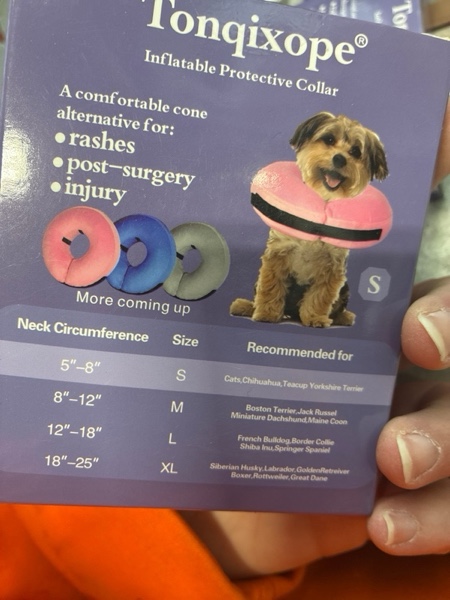 Tonqixope®
Inflatable Protective Collar
A comfortable cone
alternative for:
● rashes
● post-surgery
● injury
More coming up
S
Neck Circumference Size Recommended for
5″-8″ S Cats,Chihuahua,Teacup Yorkshire Terrier
8″-12″ M Boston Terrier,Jack Russel
Miniature Dachshund,Maine Coon
12″-18″ L French Bulldog,Border Collie
Shiba Inu,Springer Spaniel
18″-25″ XL Siberian Husky,Labrador,GoldenRetreiver
Boxer,Rottweiler,Great Dane